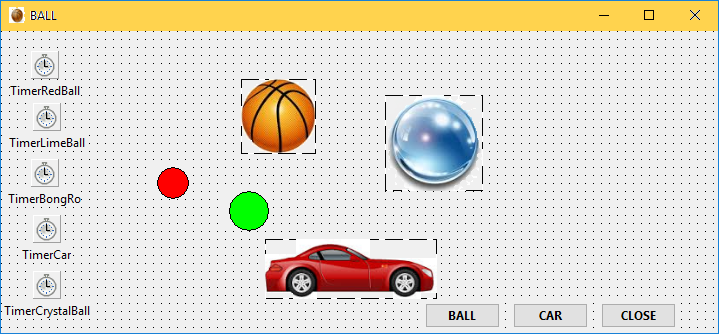 BALL
TimerRedBall
TimerLimeBall
TimerBongRo
TimerCar
TimerCrystalBall
BALL
CAR
CLOSE